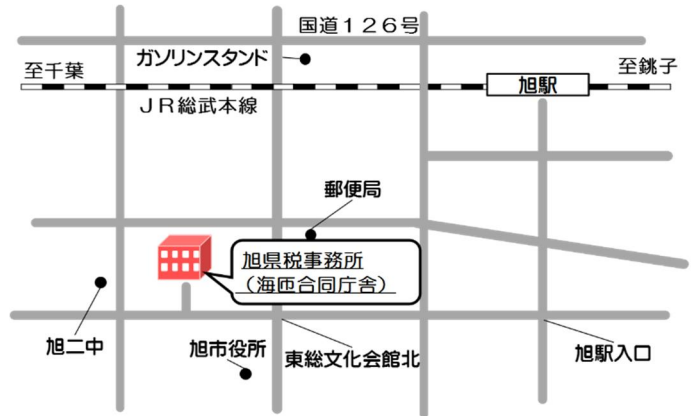 国道１２６号
ガソリンスタンド
至千葉
至銚子
旭駅
ＪＲ総武本線
郵便局
旭県税事務所
（海匝合同庁舎）
旭二中
旭市役所
東総文化会館北
旭駅入口